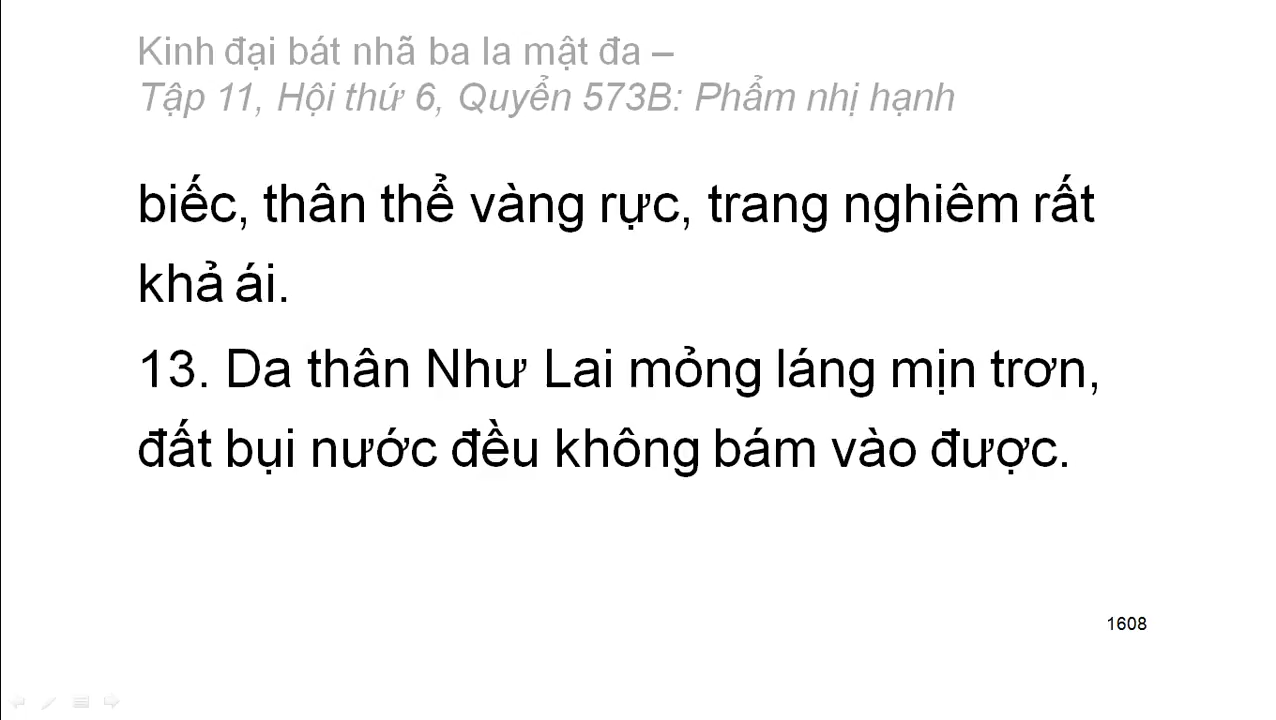 Kinh đại bát nhã ba la mật đa –
Tập 11, Hội thứ 6, Quyển 573B: Phẩm nhị hạnh
biếc, thân thể vàng rực, trang nghiêm rất
khả ái.
13. Da thân Như Lai mỏng láng mịn trơn,
đất bụi nước đều không bám vào được.
1608